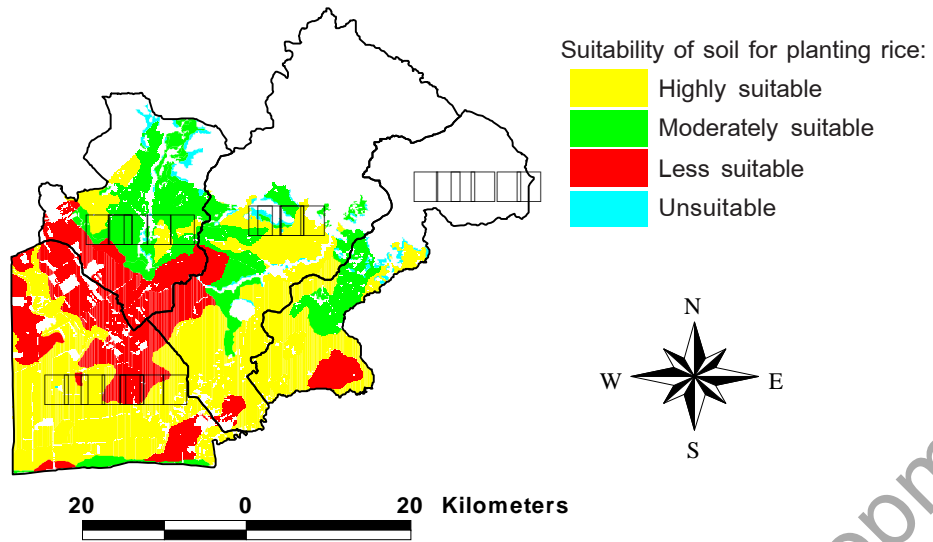 Suitability of soil for planting rice:
Highly suitable
Moderately suitable
Less suitable
Unsuitable
N
W E
S
20 0 20 Kilometers